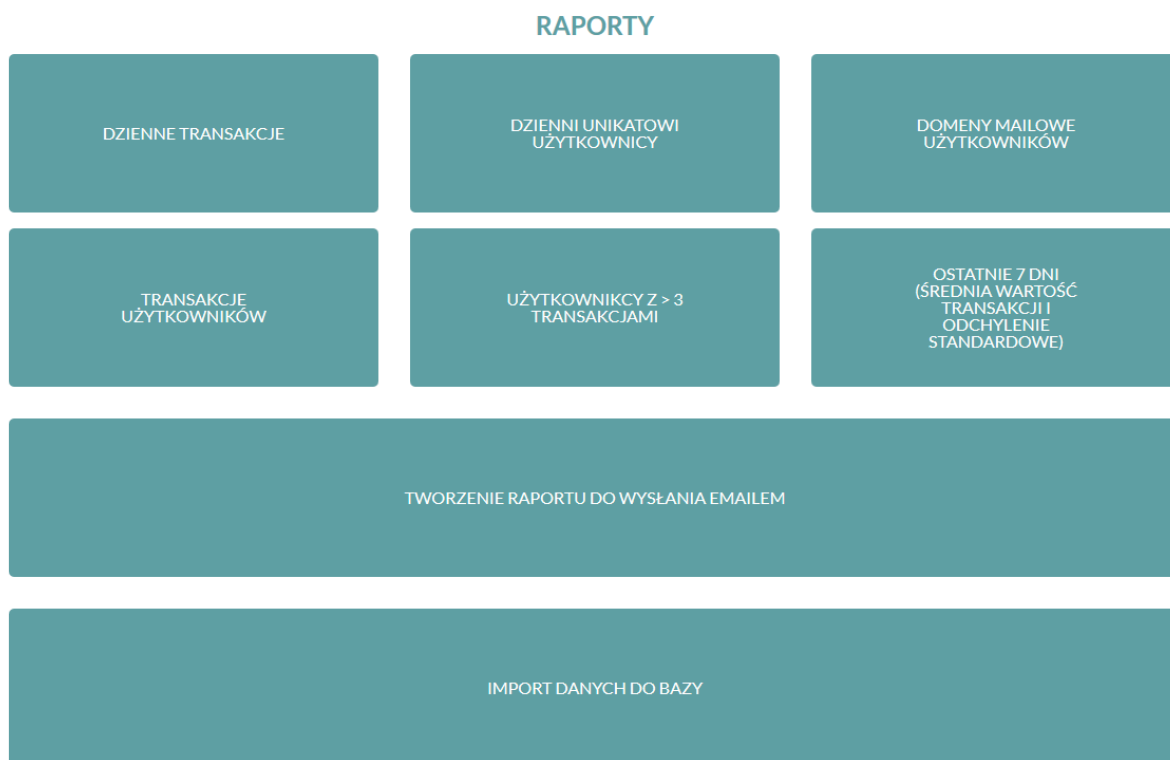 RAPORTY
DZIENNE TRANSAKCJE
DZIENNI UNIKATOWI
UŻYTKOWNICY
DOMENY MAILOWE
UŻYTKOWNIKÓW
TRANSAKCJE
UŻYTKOWNIKÓW
UŻYTKOWNIKCY Z > 3
TRANSAKCJAMI
OSTATNIE 7 DNI
(ŚREDNIA WARTOŚĆ
TRANSAKCJI I
ODCHYLENIE
STANDARDOWE)
TWORZENIE RAPORTU DO WYSŁANIA EMAILEM
IMPORT DANYCH DO BAZY